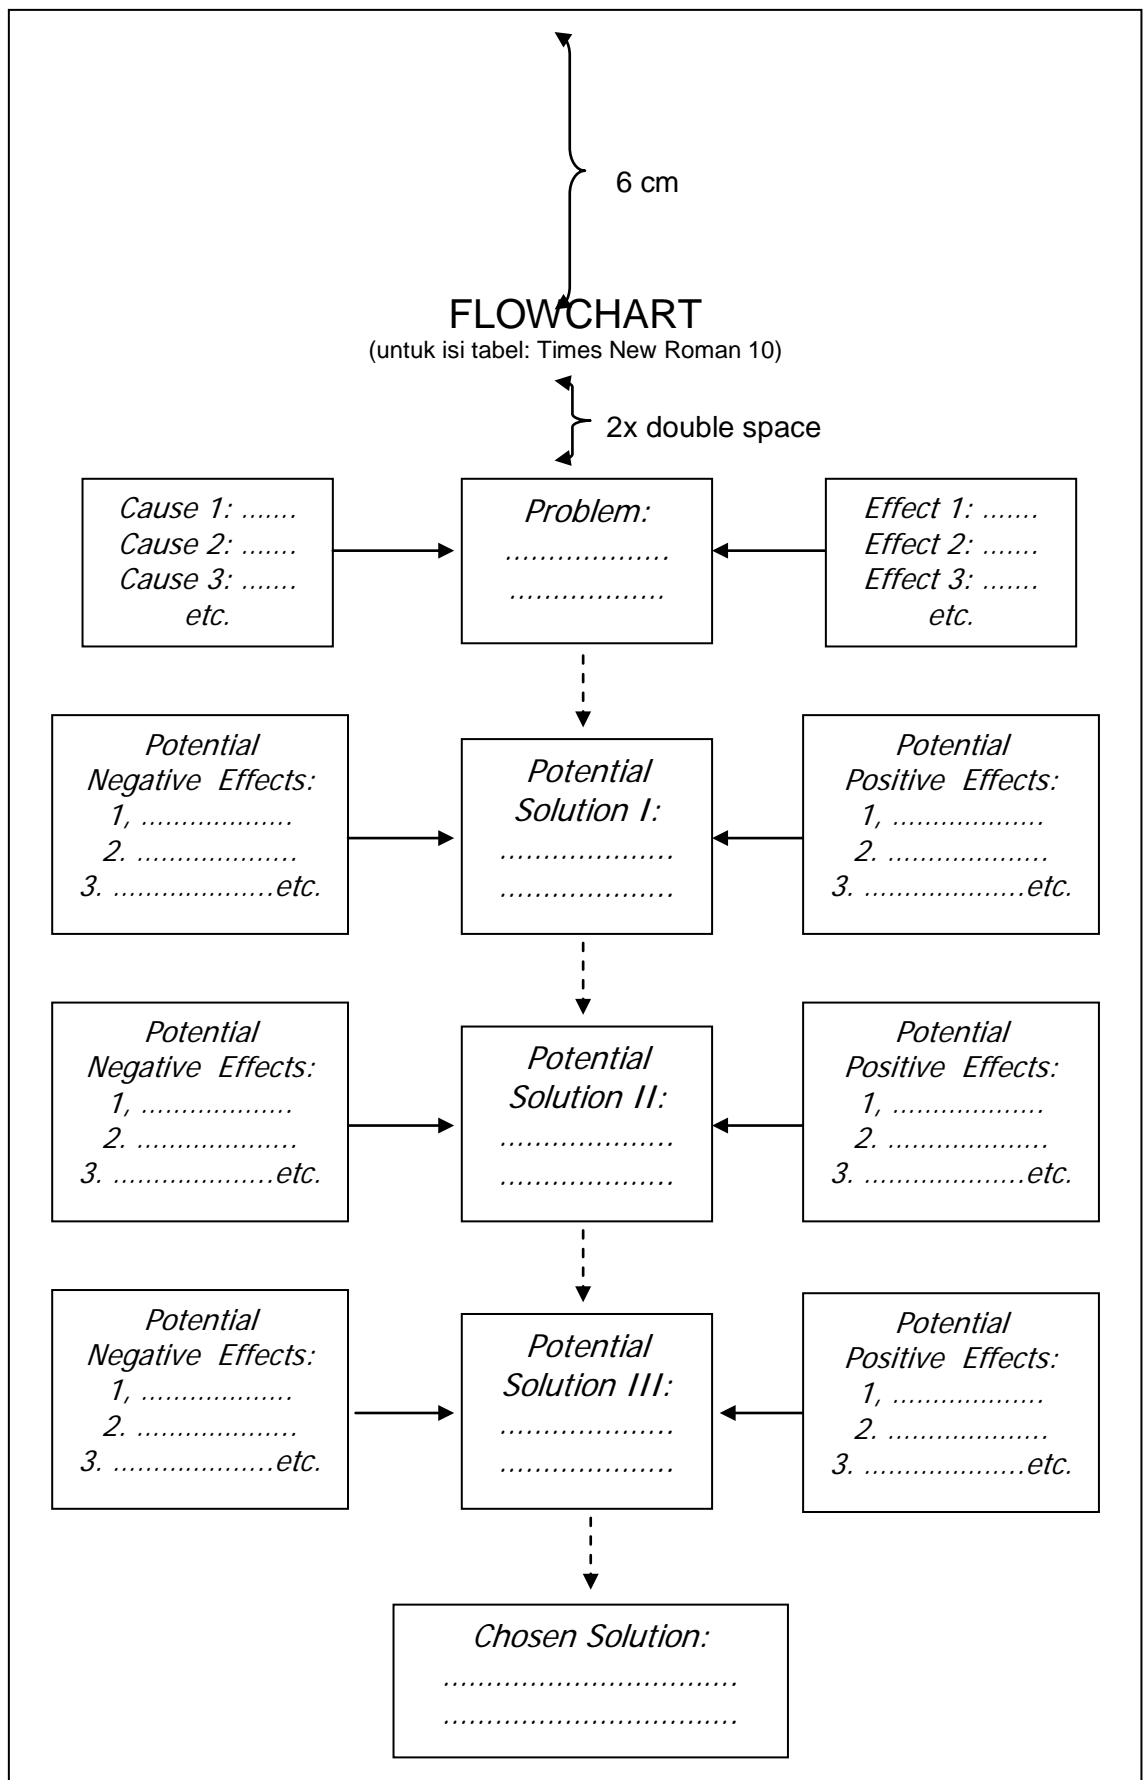 6 cm
FLOWCHART
(untuk isi tabel: Times New Roman 10)
2x double space
Cause 1: .......
Cause 2: .......
Cause 3: .......
etc.
Problem:
...................
..................
Effect 1: .......
Effect 2: .......
Effect 3: .......
etc.
Potential
Negative Effects:
1, ...................
2. ....................
3. ....................etc.
Potential
Solution I:
....................
....................
Potential
Positive Effects:
1, ...................
2. ....................
3. ....................etc.
Potential
Negative Effects:
1, ...................
2. ....................
3. ....................etc.
Potential
Solution II:
....................
....................
Potential
Positive Effects:
1, ...................
2. ....................
3. ....................etc.
Potential
Negative Effects:
1, ...................
2. ....................
3. ....................etc.
Potential
Solution III:
....................
....................
Potential
Positive Effects:
1, ...................
2. ....................
3. ....................etc.
Chosen Solution:
..................................
..................................